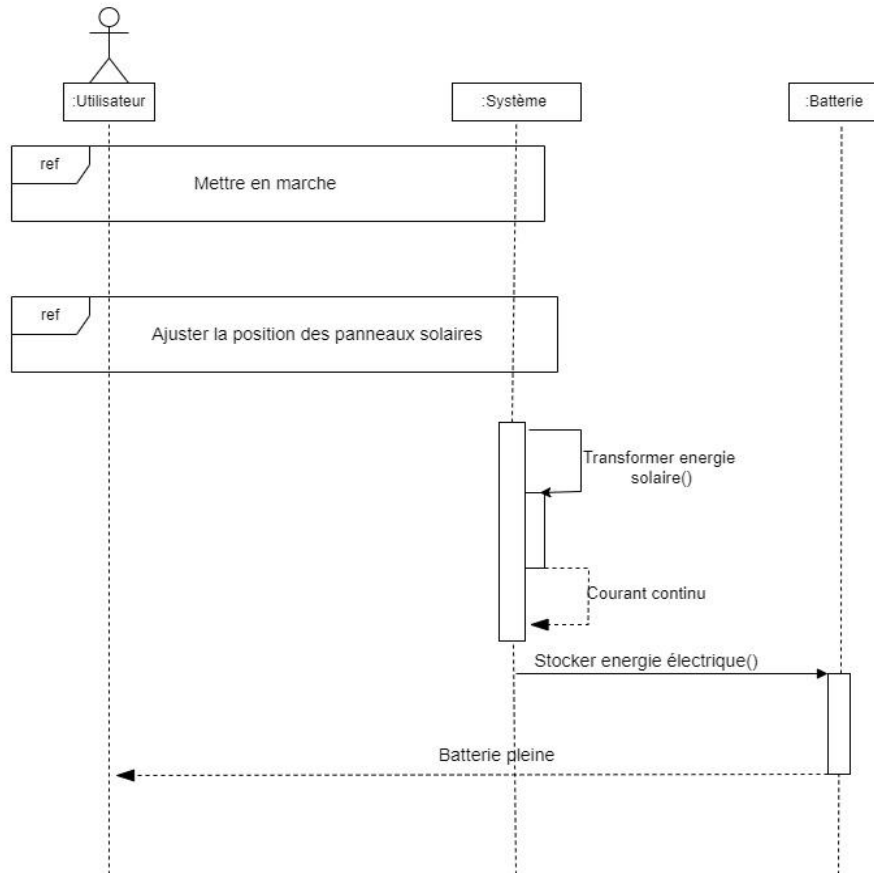 :Utilisateur
:Système
:Batterie
ref
Mettre en marche
ref
Ajuster la position des panneaux solaires
Transformer energie
solaire()
Courant continu
Stocker energie électrique()
Batterie pleine